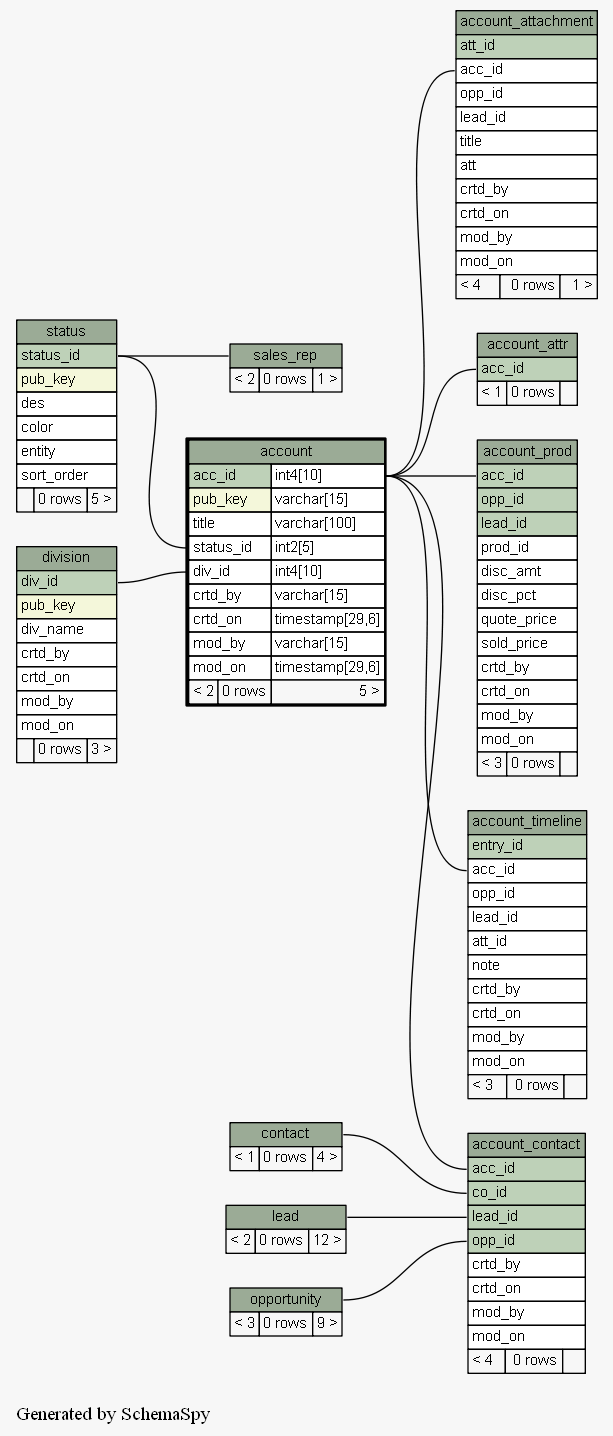 account_attachment
att_id
acc_id
opp_id
lead_id
title
att
crtd_by
crtd_on
mod_by
mod_on
< 4 0 rows 1 >
status
status_id
pub_key
des
color
entity
sort_order
0 rows 5 >
sales_rep
< 2 0 rows 1 >
account_attr
acc_id
< 1 0 rows
account
acc_id int4[10]
pub_key varchar[15]
title varchar[100]
status_id int2[5]
div_id int4[10]
crtd_by varchar[15]
crtd_on timestamp[29,6]
mod_by varchar[15]
mod_on timestamp[29,6]
< 2 0 rows 5 >
account_prod
acc_id
opp_id
lead_id
prod_id
disc_amt
disc_pct
quote_price
sold_price
crtd_by
crtd_on
mod_by
mod_on
< 3 0 rows
division
div_id
pub_key
div_name
crtd_by
crtd_on
mod_by
mod_on
0 rows 3 >
account_timeline
entry_id
acc_id
opp_id
lead_id
att_id
note
crtd_by
crtd_on
mod_by
mod_on
< 3 0 rows
contact
< 1 0 rows 4 >
lead
< 2 0 rows 12 >
opportunity
< 3 0 rows 9 >
account_contact
acc_id
co_id
lead_id
opp_id
crtd_by
crtd_on
mod_by
mod_on
< 4 0 rows
Generated by SchemaSpy